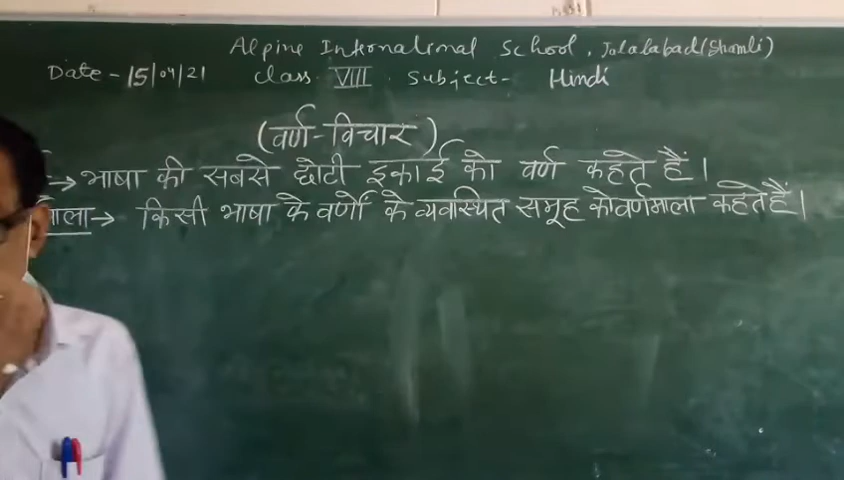 Alpine International School, Jalalabad (Shamli)
Date - 15/04/21 Class VIII Subject- Hindi
(वर्ण-विचार)
→ भाषा की सबसे छोटी इकाई को वर्ण कहते हैं।
माला → किसी भाषा के वर्णों के व्यवस्थित समूह को वर्णमाला कहते हैं।